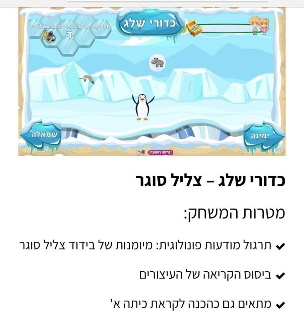 כדורי שלג
ימינה
שמאלה
כדורי שלג – צליל סוגר
מטרות המשחק:
תרגול מודעות פונולוגית: מיומנות של בידוד צליל סוגר
ביסוס הקריאה של העיצורים
מתאים גם כהכנה לקראת כיתה א'